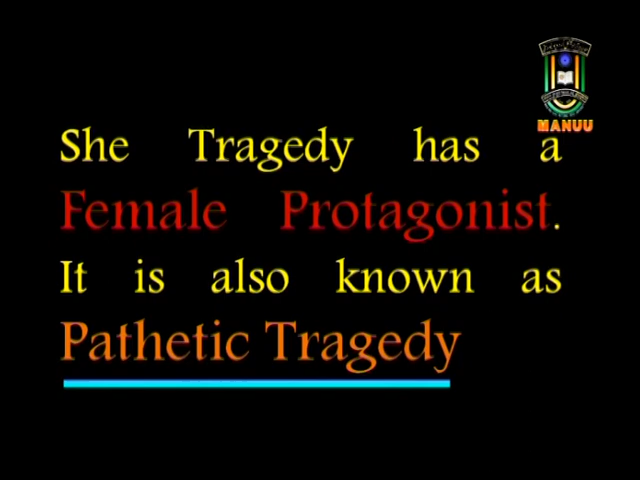 MANUU
She Tragedy has a
Female Protagonist.
It is also known as
Pathetic Tragedy